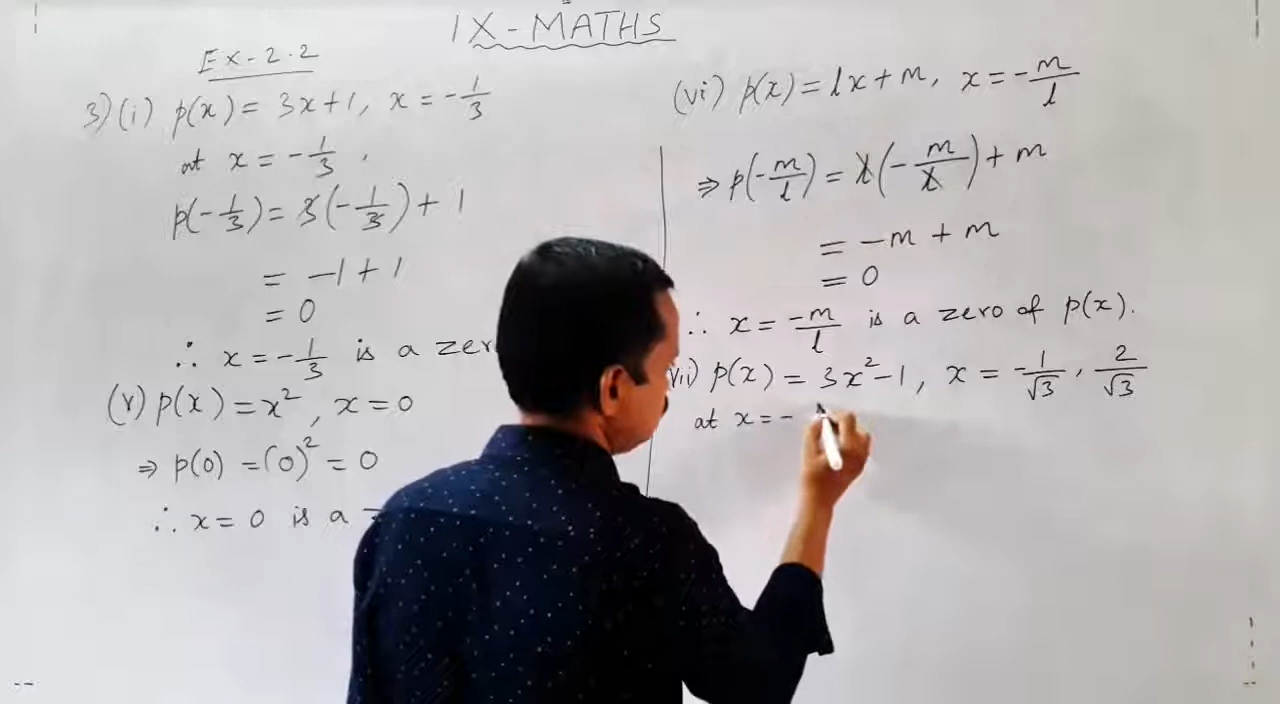 IX-MATHS
Ex-2.2
3)(i) p(x) = 3x+1, x = -1/3
at x = -1/3,
p(-1/3) = 3(-1/3) + 1
= -1 + 1
= 0
∴ x = -1/3 is a zer
(v) p(x) = x², x = 0
⇒ p(0) = (0)² = 0
∴ x = 0 is a
(vi) p(x) = lx + m, x = -m/l
⇒ p(-m/l) = l(-m/l) + m
= -m + m
= 0
∴ x = -m/l is a zero of p(x).
vii) p(x) = 3x² - 1, x = -1/√3, 2/√3
at x = -